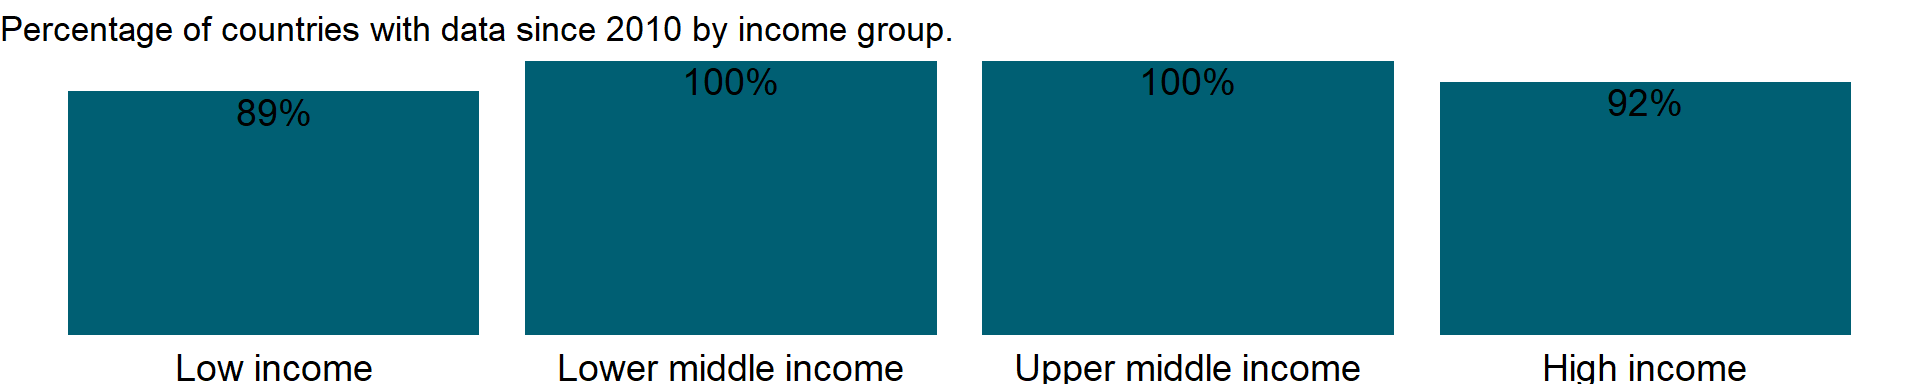 Percentage of countries with data since 2010 by income group.
89%
100%
100%
92%
Low income
Lower middle income
Upper middle income
High income